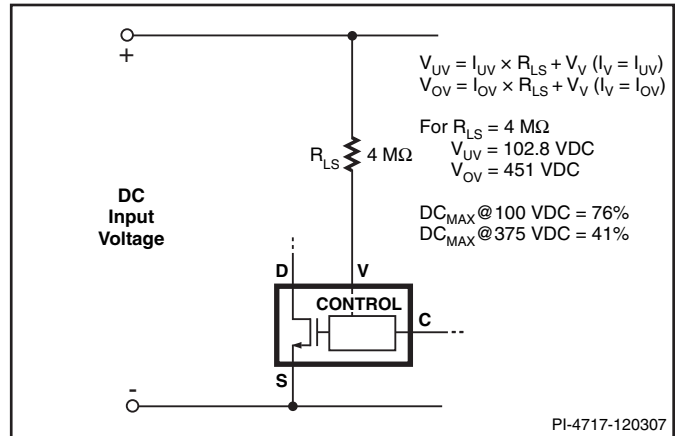 +
V_UV = I_UV × R_LS + V_V (I_V = I_UV)
V_OV = I_OV × R_LS + V_V (I_V = I_OV)
For R_LS = 4 MΩ
V_UV = 102.8 VDC
V_OV = 451 VDC
DC_MAX@100 VDC = 76%
DC_MAX@375 VDC = 41%
R_LS 4 MΩ
DC
Input
Voltage
D V
CONTROL
C
S
-
PI-4717-120307